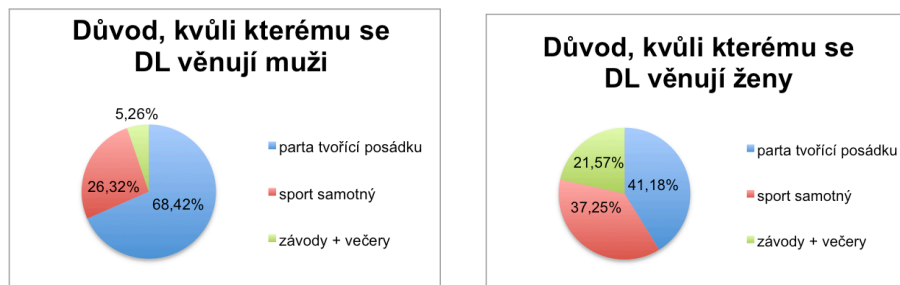 Důvod, kvůli kterému se
DL věnují muži
5,26%
26,32%
68,42%
parta tvořící posádku
sport samotný
závody + večery
Důvod, kvůli kterému se
DL věnují ženy
21,57%
41,18%
37,25%
parta tvořící posádku
sport samotný
závody + večery